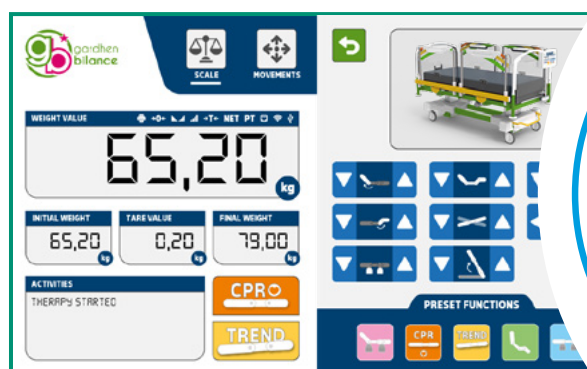 gardhen
bilance
SCALE
MOVEMENTS
WEIGHT VALUE
→0← →T← NET PT
65,20
kg
INITIAL WEIGHT
65,20
kg
TARE VALUE
0,20
kg
FINAL WEIGHT
79,00
kg
ACTIVITIES
THERAPY STARTED
CPR
TREND
PRESET FUNCTIONS
CPR
TREND